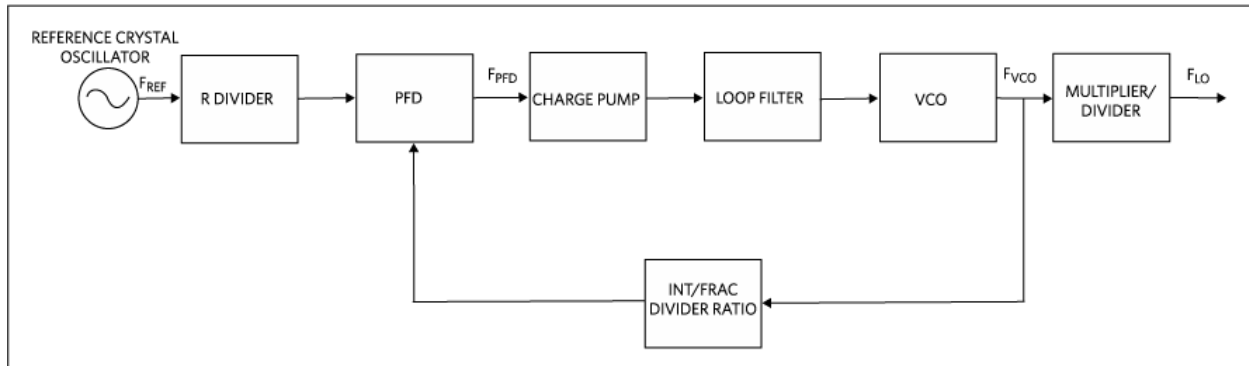 REFERENCE CRYSTAL
OSCILLATOR
FREF
R DIVIDER
PFD
FPFD
CHARGE PUMP
LOOP FILTER
VCO
FVCO
MULTIPLIER/
DIVIDER
FLO
INT/FRAC
DIVIDER RATIO